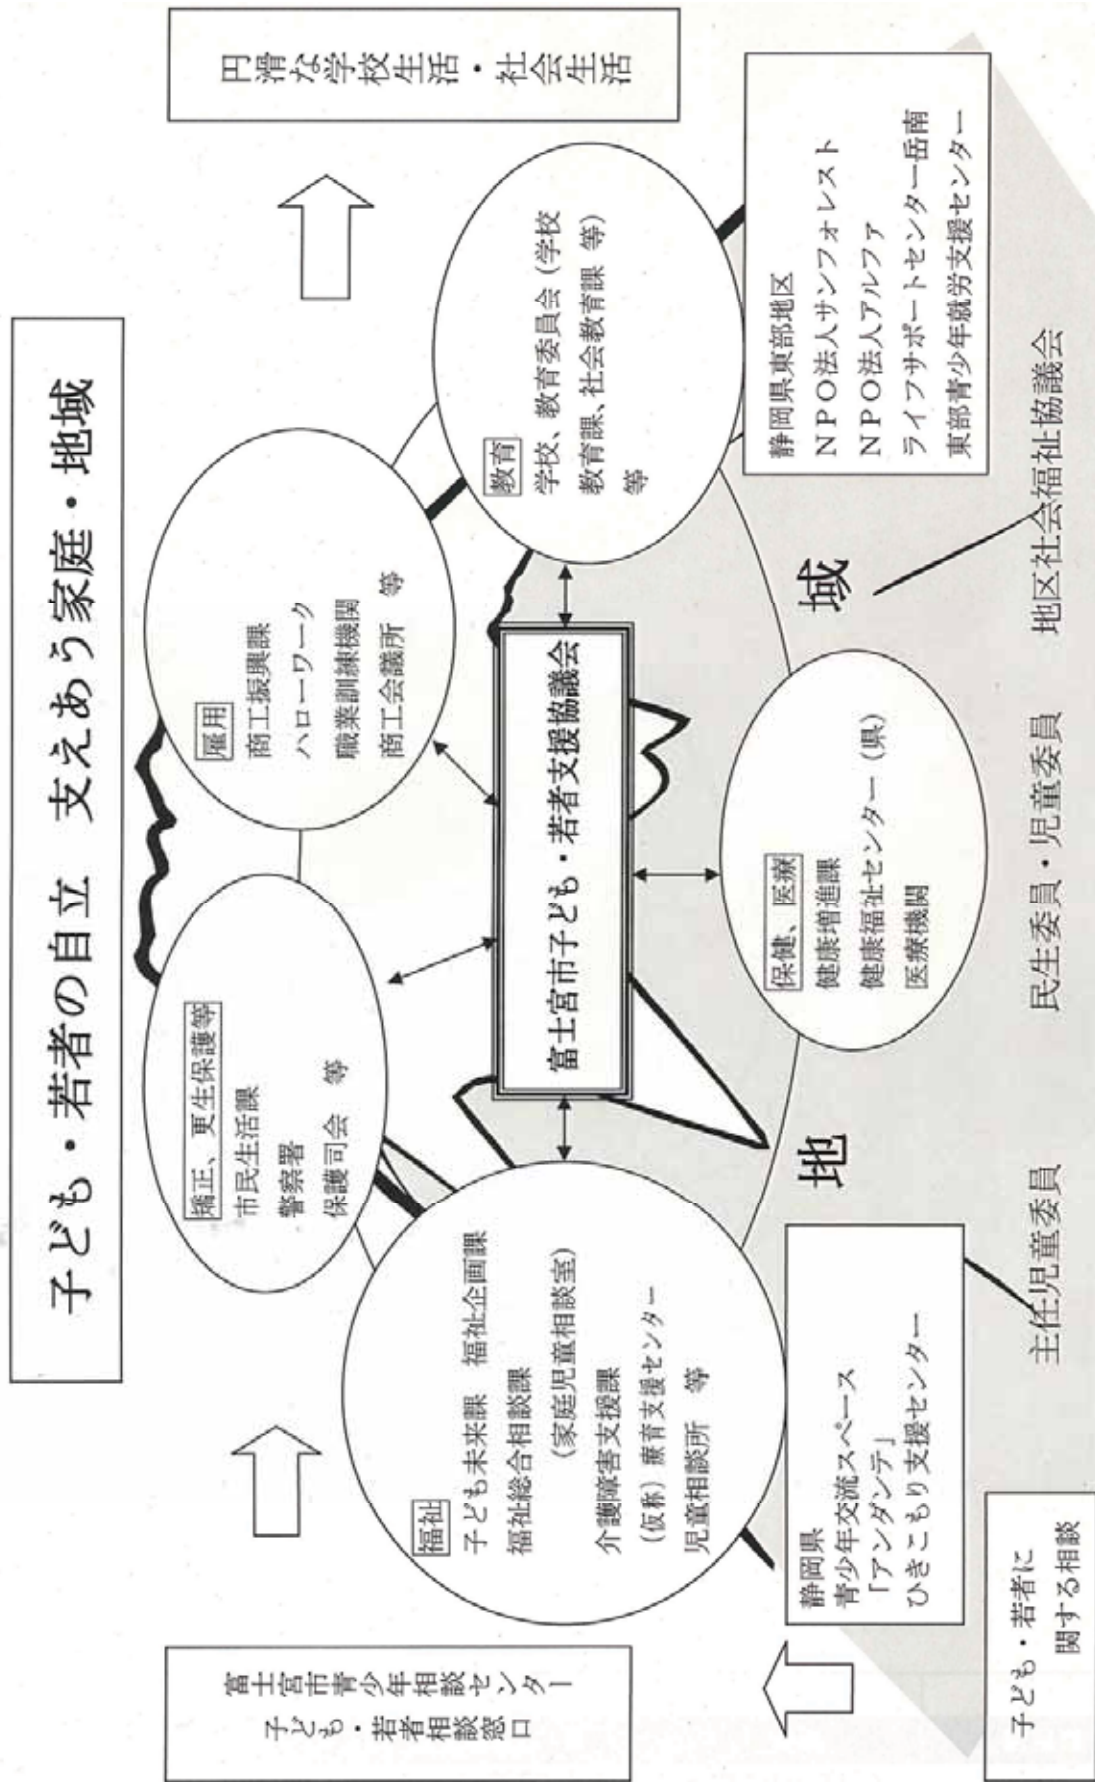 子ども・若者の自立　支えあう家庭・地域
富士宮市青少年相談センター
子ども・若者相談窓口
円滑な学校生活・社会生活
矯正、更生保護等
市民生活課
警察署
保護司会　等
雇用
商工振興課
ハローワーク
職業訓練機関
商工会議所　等
福祉
子ども未来課　福祉企画課
福祉総合相談課
（家庭児童相談室）
介護障害支援課
（仮称）療育支援センター
児童相談所　等
富士宮市子ども・若者支援協議会
教育
学校、教育委員会（学校
教育課、社会教育課　等）
等
保健、医療
健康増進課
健康福祉センター（県）
医療機関
地　域
静岡県
青少年交流スペース
「アンダンテ」
ひきこもり支援センター
静岡県東部地区
ＮＰＯ法人サンフォレスト
ＮＰＯ法人アルファ
ライフサポートセンター岳南
東部青少年就労支援センター
子ども・若者に
関する相談
主任児童委員　民生委員・児童委員　地区社会福祉協議会